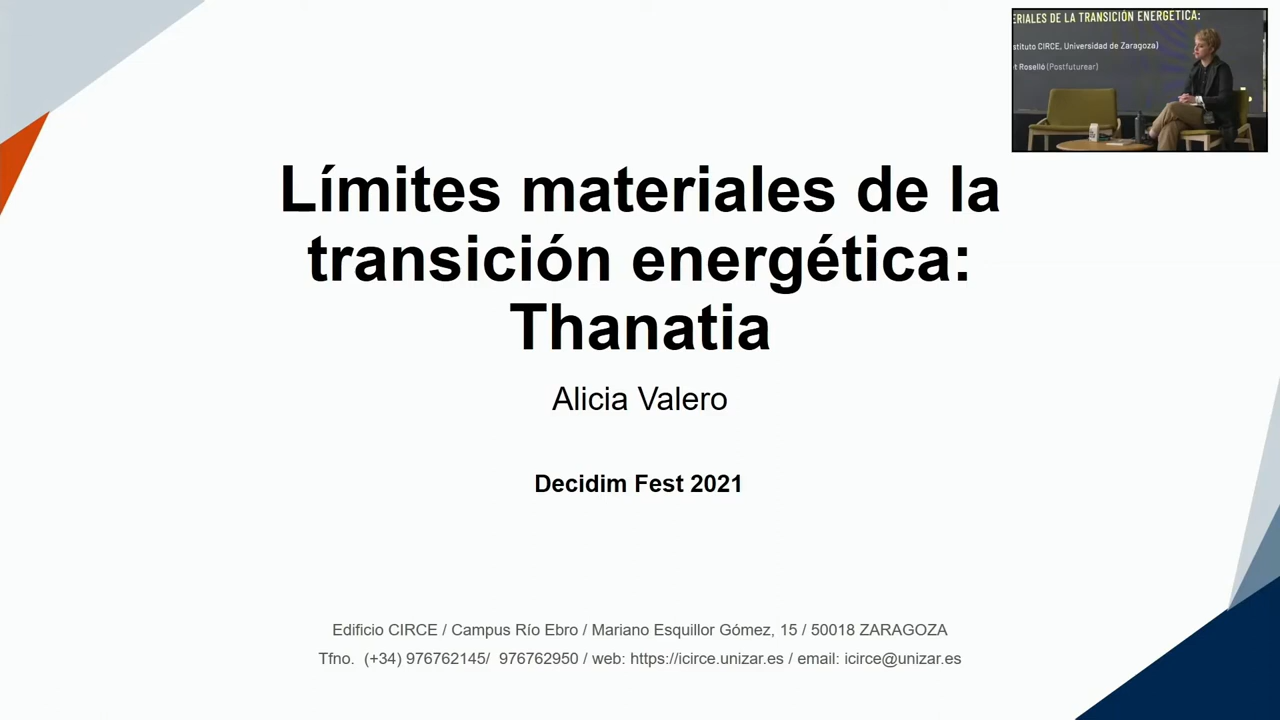 Límites materiales de la
transición energética:
Thanatia
Alicia Valero
Decidim Fest 2021
Edificio CIRCE / Campus Río Ebro / Mariano Esquillor Gómez, 15 / 50018 ZARAGOZA
Tfno. (+34) 976762145/ 976762950 / web: https://icirce.unizar.es / email: icirce@unizar.es
ERIALES DE LA TRANSICIÓN ENERGÉTICA:
stituto CIRCE, Universidad de Zaragoza)
et Roselló (Postfuturear)